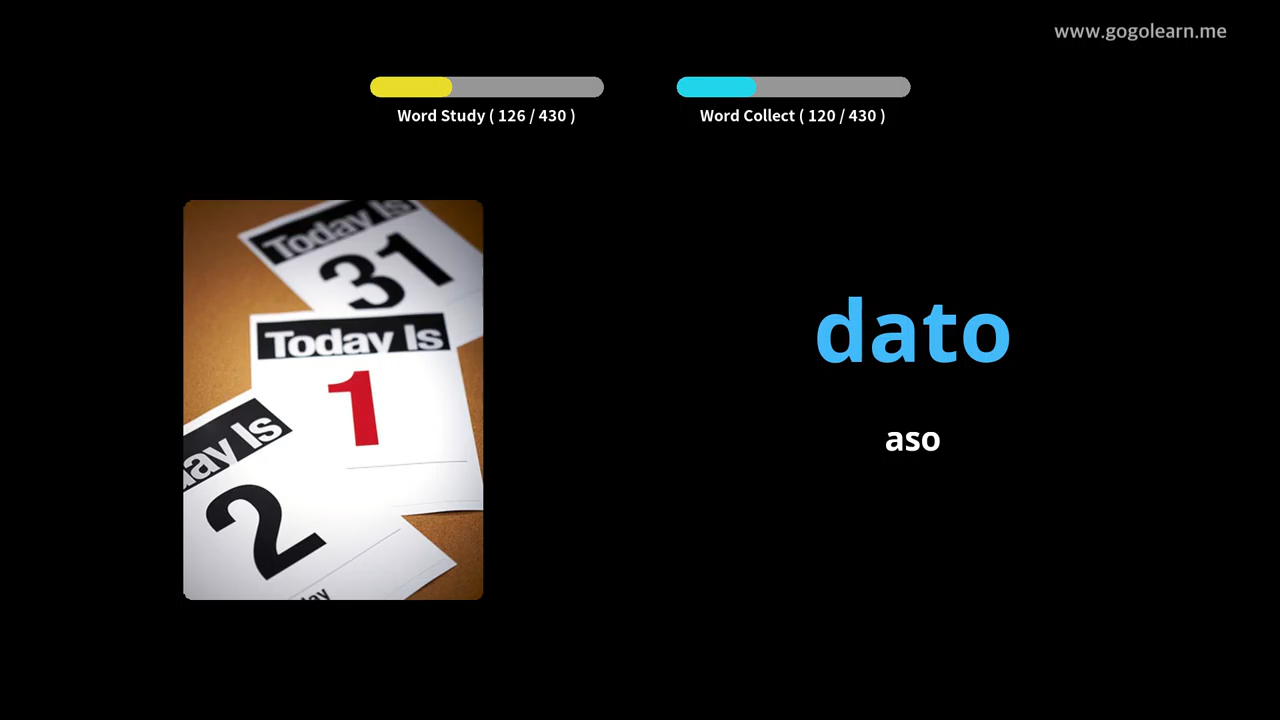 www.gogolearn.me
Word Study ( 126 / 430 )
Word Collect ( 120 / 430 )
Today Is
31
Today Is
1
ay Is
2
dato
aso